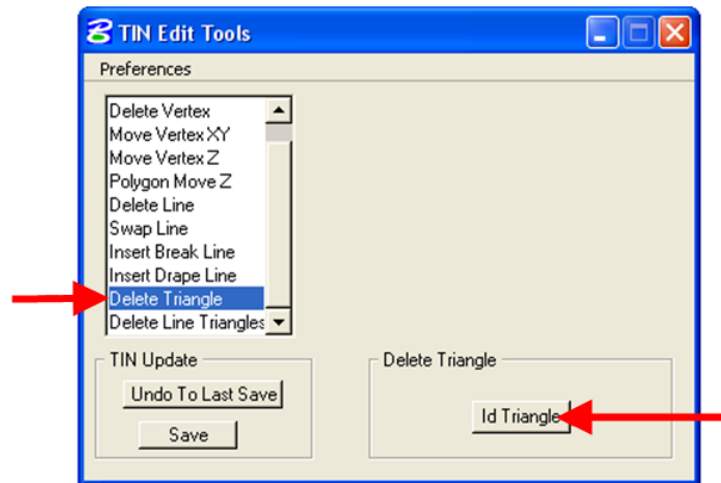 TIN Edit Tools
Preferences
Delete Vertex
Move Vertex XY
Move Vertex Z
Polygon Move Z
Delete Line
Swap Line
Insert Break Line
Insert Drape Line
Delete Triangle
Delete Line Triangles
TIN Update
Undo To Last Save
Save
Delete Triangle
Id Triangle